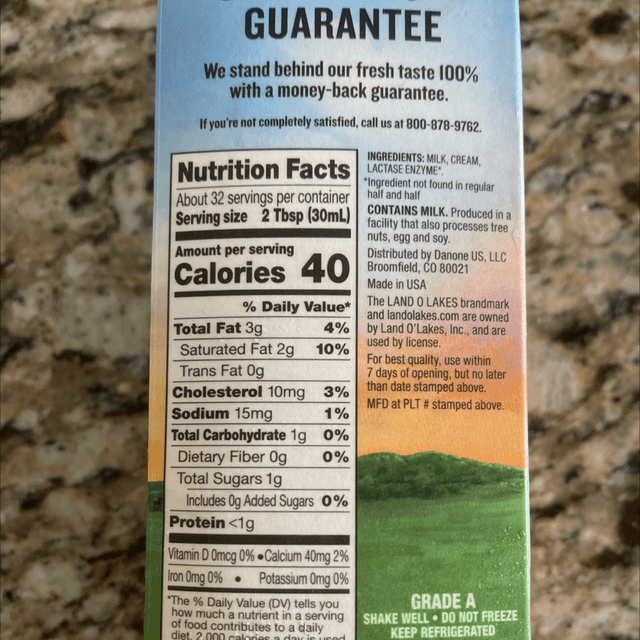 GUARANTEE
We stand behind our fresh taste 100%
with a money-back guarantee.
If you're not completely satisfied, call us at 800-878-9762.
Nutrition Facts
About 32 servings per container
Serving size 2 Tbsp (30mL)
Amount per serving
Calories 40
% Daily Value*
Total Fat 3g 4%
Saturated Fat 2g 10%
Trans Fat 0g
Cholesterol 10mg 3%
Sodium 15mg 1%
Total Carbohydrate 1g 0%
Dietary Fiber 0g 0%
Total Sugars 1g
Includes 0g Added Sugars 0%
Protein <1g
Vitamin D 0mcg 0% • Calcium 40mg 2%
Iron 0mg 0% • Potassium 0mg 0%
*The % Daily Value (DV) tells you
how much a nutrient in a serving
of food contributes to a daily
diet. 2,000 calories a day is used
INGREDIENTS: MILK, CREAM,
LACTASE ENZYME*.
*Ingredient not found in regular
half and half
CONTAINS MILK. Produced in a
facility that also processes tree
nuts, egg and soy.
Distributed by Danone US, LLC
Broomfield, CO 80021
Made in USA
The LAND O LAKES brandmark
and landolakes.com are owned
by Land O'Lakes, Inc., and are
used by license.
For best quality, use within
7 days of opening, but no later
than date stamped above.
MFD at PLT # stamped above.
GRADE A
SHAKE WELL • DO NOT FREEZE
KEEP REFRIGERATED